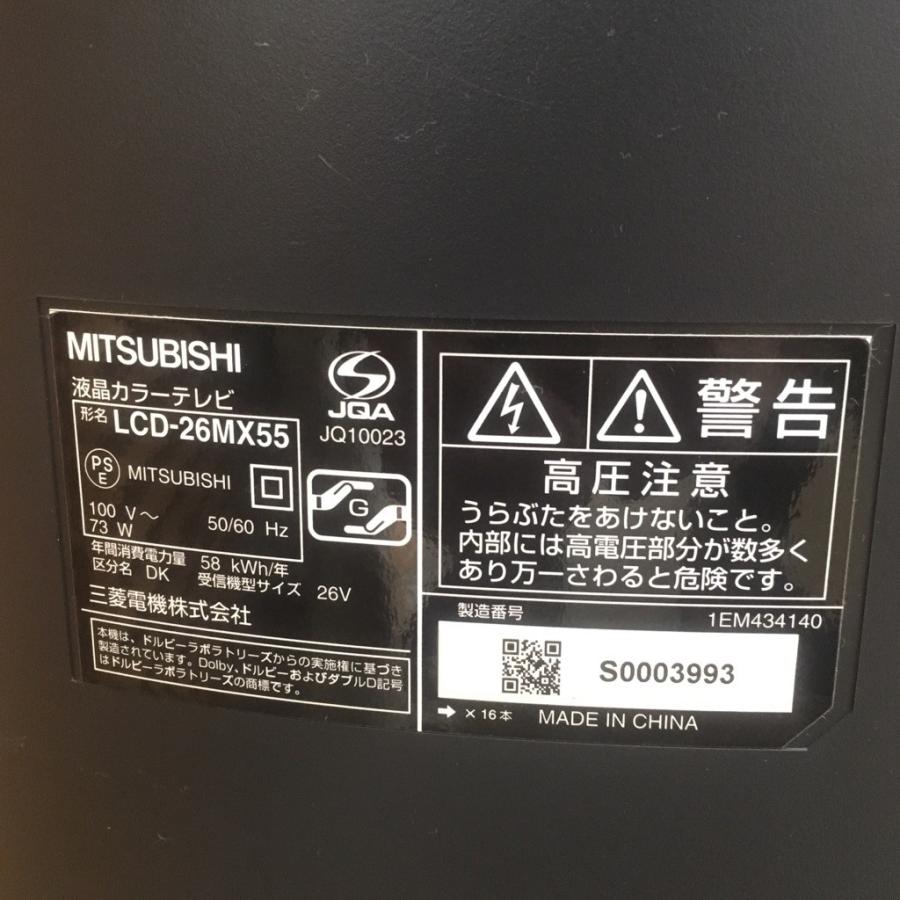 MITSUBISHI
液晶カラーテレビ
形名 LCD-26MX55
PS E MITSUBISHI
100 V～ 50/60 Hz
73 W
年間消費電力量 58 kWh/年
区分名 DK 受信機型サイズ 26V
三菱電機株式会社
JQA
JQ10023
G
本機は、ドルビーラボラトリーズからの実施権に基づき
製造されています。Dolby、ドルビーおよびダブルD記号
はドルビーラボラトリーズの商標です。
警告
高圧注意
うらぶたをあけないこと。
内部には高電圧部分が数多く
あり万一さわると危険です。
製造番号 1EM434140
S0003993
➔ ×16本 MADE IN CHINA